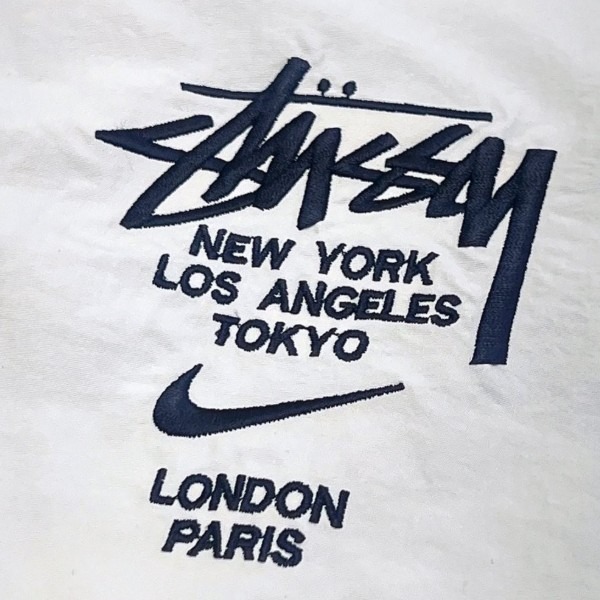 Stüssy
NEW YORK
LOS ANGELES
TOKYO
LONDON
PARIS